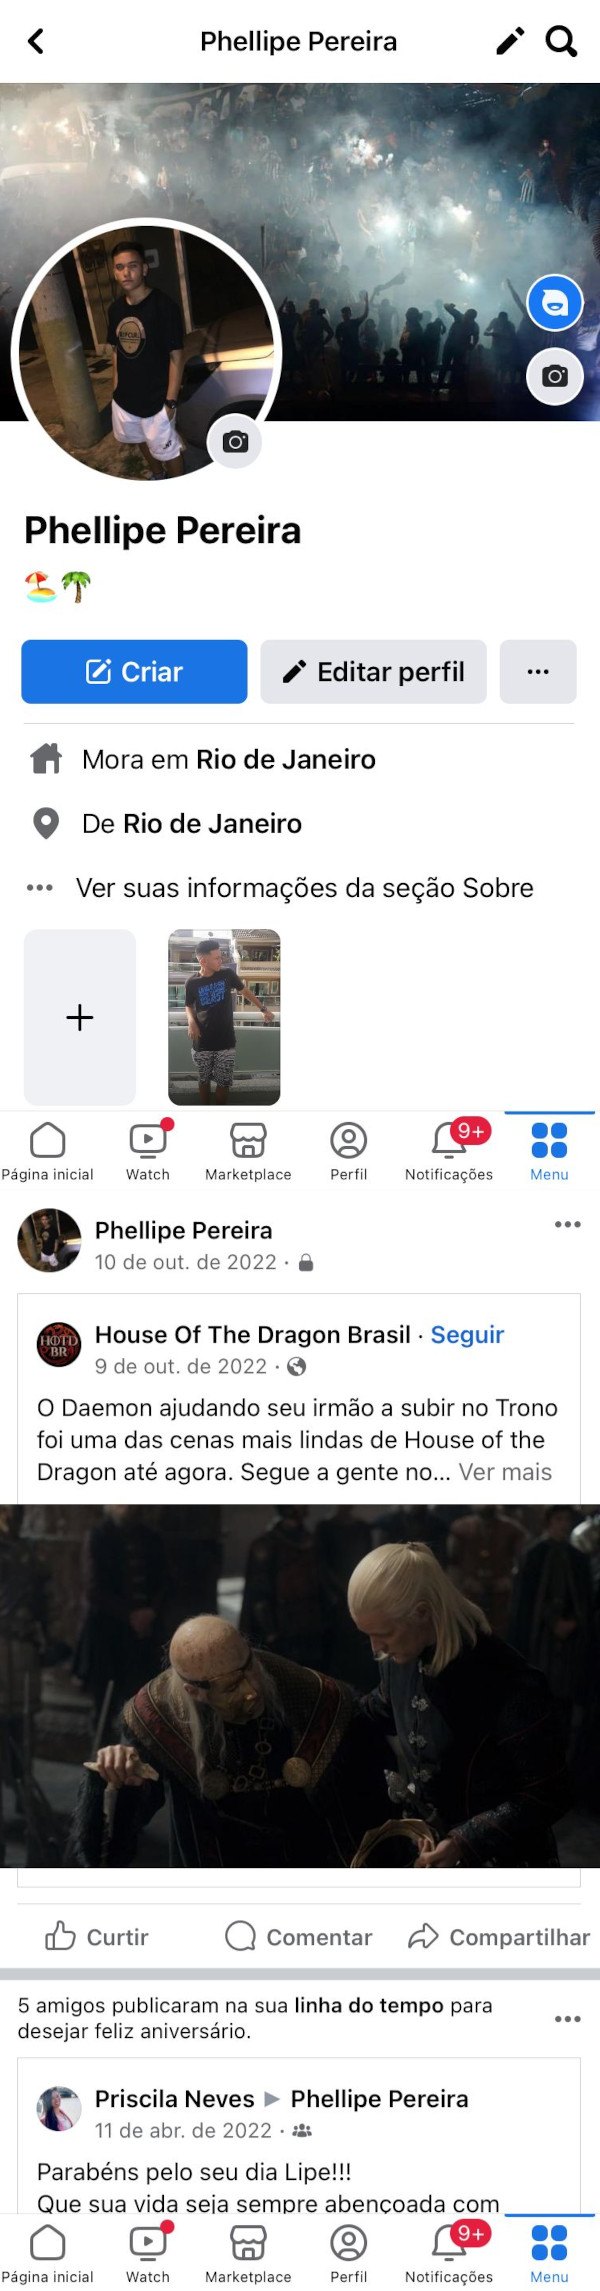 Phellipe Pereira
Phellipe Pereira
🏖️🌴
Criar
Editar perfil
...
Mora em Rio de Janeiro
De Rio de Janeiro
... Ver suas informações da seção Sobre
+
Página inicial
Watch
Marketplace
Perfil
9+
Notificações
Menu
Phellipe Pereira
10 de out. de 2022 ·
House Of The Dragon Brasil · Seguir
HOTD
BR
9 de out. de 2022 ·
O Daemon ajudando seu irmão a subir no Trono
foi uma das cenas mais lindas de House of the
Dragon até agora. Segue a gente no... Ver mais
Curtir
Comentar
Compartilhar
5 amigos publicaram na sua linha do tempo para
desejar feliz aniversário.
Priscila Neves ▶ Phellipe Pereira
11 de abr. de 2022 ·
Parabéns pelo seu dia Lipe!!!
Que sua vida seja sempre abençoada com
Página inicial
Watch
Marketplace
Perfil
9+
Notificações
Menu